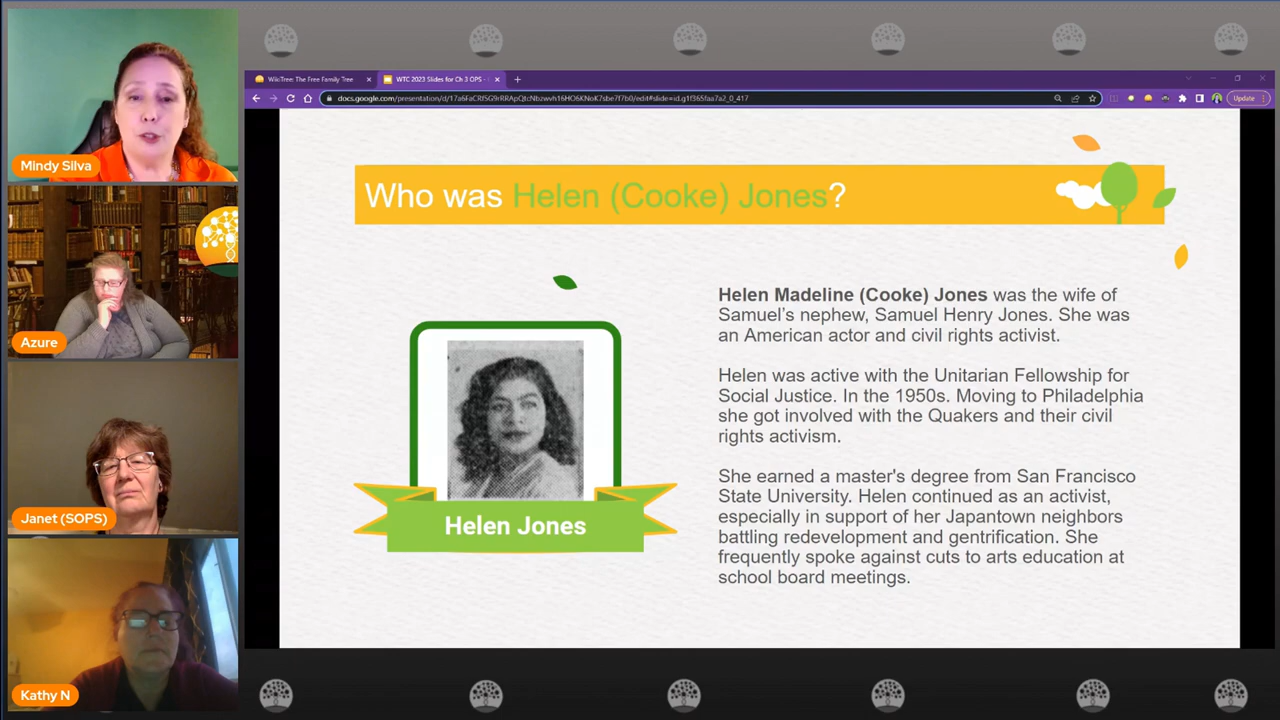 Mindy Silva
Azure
Janet (SOPS)
Kathy N
WikiTree: The Free Family Tree
WTC 2023 Slides for Ch 3 OPS -
Update
Who was Helen (Cooke) Jones?
Helen Jones
Helen Madeline (Cooke) Jones was the wife of
Samuel's nephew, Samuel Henry Jones. She was
an American actor and civil rights activist.
Helen was active with the Unitarian Fellowship for
Social Justice. In the 1950s. Moving to Philadelphia
she got involved with the Quakers and their civil
rights activism.
She earned a master's degree from San Francisco
State University. Helen continued as an activist,
especially in support of her Japantown neighbors
battling redevelopment and gentrification. She
frequently spoke against cuts to arts education at
school board meetings.